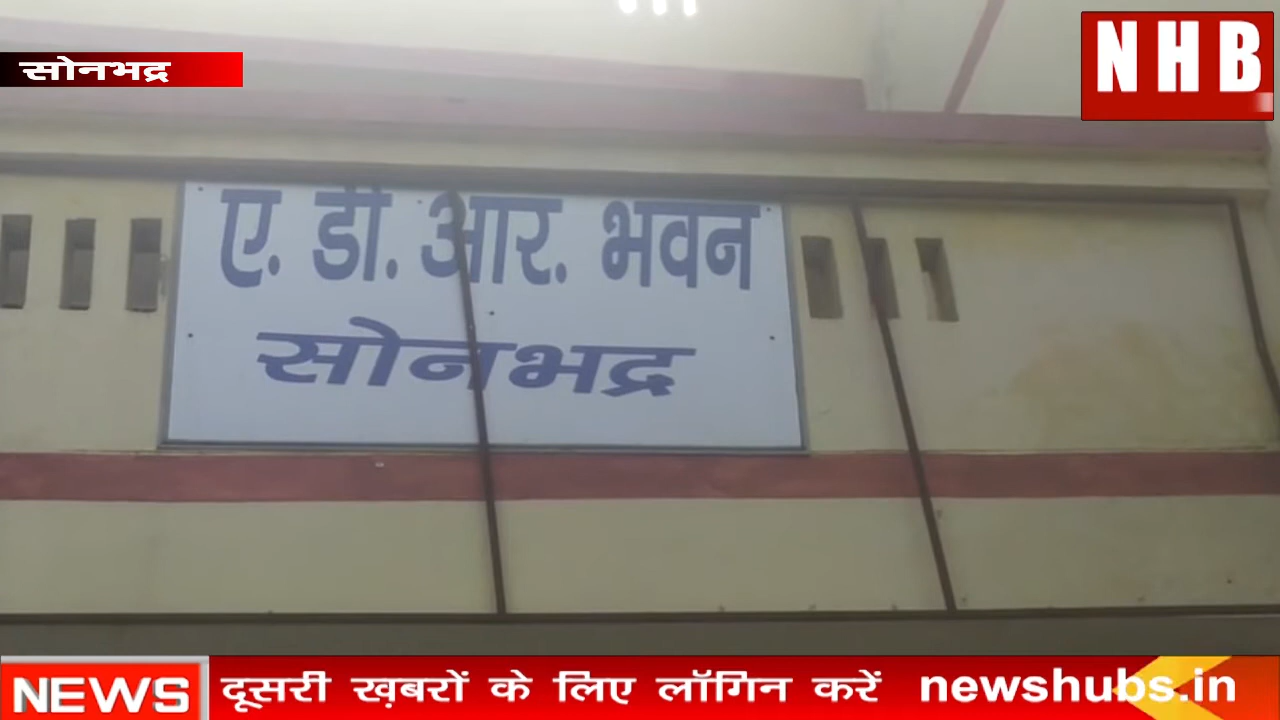 सोनभद्र
NHB
ए. डी. आर. भवन
सोनभद्र
NEWS
दूसरी ख़बरों के लिए लॉगिन करें newshubs.in